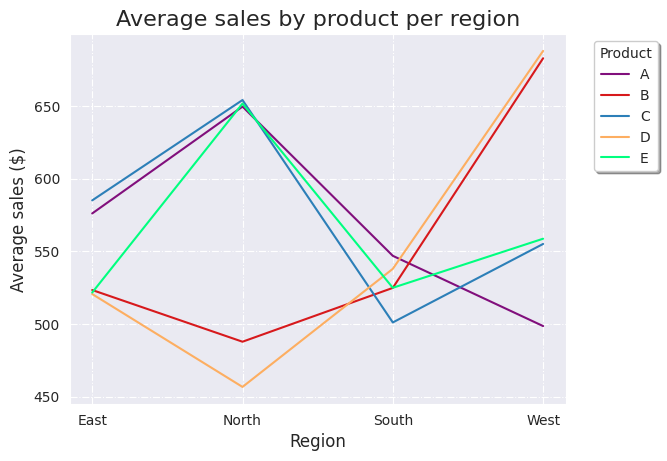 Average sales by product per region
Average sales ($)
650
600
550
500
450
East North South West
Region
Product
A
B
C
D
E